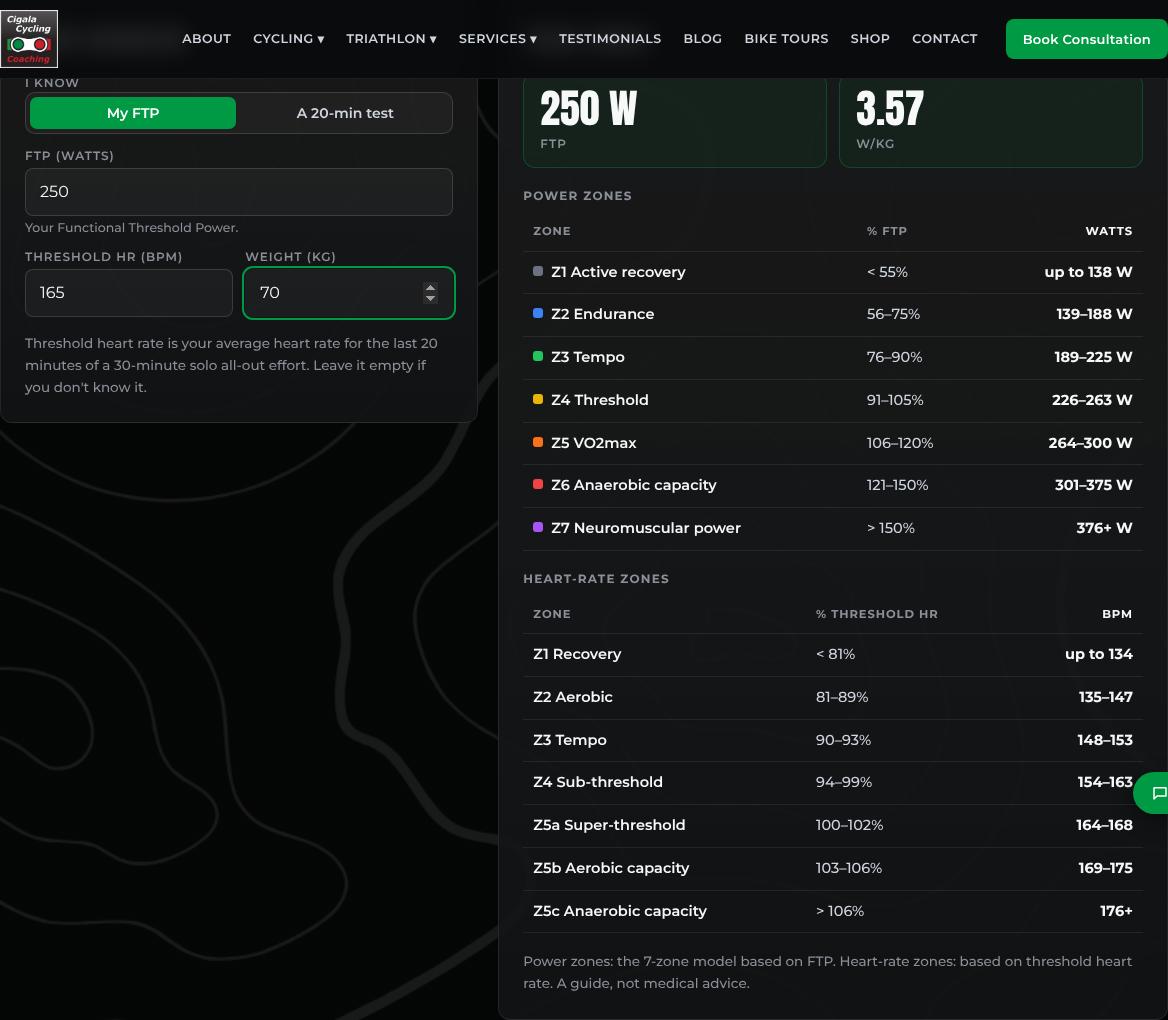 Cigala
Cycling
Coaching
ABOUT
CYCLING ▾
TRIATHLON ▾
SERVICES ▾
TESTIMONIALS
BLOG
BIKE TOURS
SHOP
CONTACT
Book Consultation
I KNOW
My FTP
A 20-min test
FTP (WATTS)
250
Your Functional Threshold Power.
THRESHOLD HR (BPM)
WEIGHT (KG)
165
70
Threshold heart rate is your average heart rate for the last 20
minutes of a 30-minute solo all-out effort. Leave it empty if
you don't know it.
250 W
FTP
3.57
W/KG
POWER ZONES
ZONE % FTP WATTS
Z1 Active recovery < 55% up to 138 W
Z2 Endurance 56–75% 139–188 W
Z3 Tempo 76–90% 189–225 W
Z4 Threshold 91–105% 226–263 W
Z5 VO2max 106–120% 264–300 W
Z6 Anaerobic capacity 121–150% 301–375 W
Z7 Neuromuscular power > 150% 376+ W
HEART-RATE ZONES
ZONE % THRESHOLD HR BPM
Z1 Recovery < 81% up to 134
Z2 Aerobic 81–89% 135–147
Z3 Tempo 90–93% 148–153
Z4 Sub-threshold 94–99% 154–163
Z5a Super-threshold 100–102% 164–168
Z5b Aerobic capacity 103–106% 169–175
Z5c Anaerobic capacity > 106% 176+
Power zones: the 7-zone model based on FTP. Heart-rate zones: based on threshold heart
rate. A guide, not medical advice.